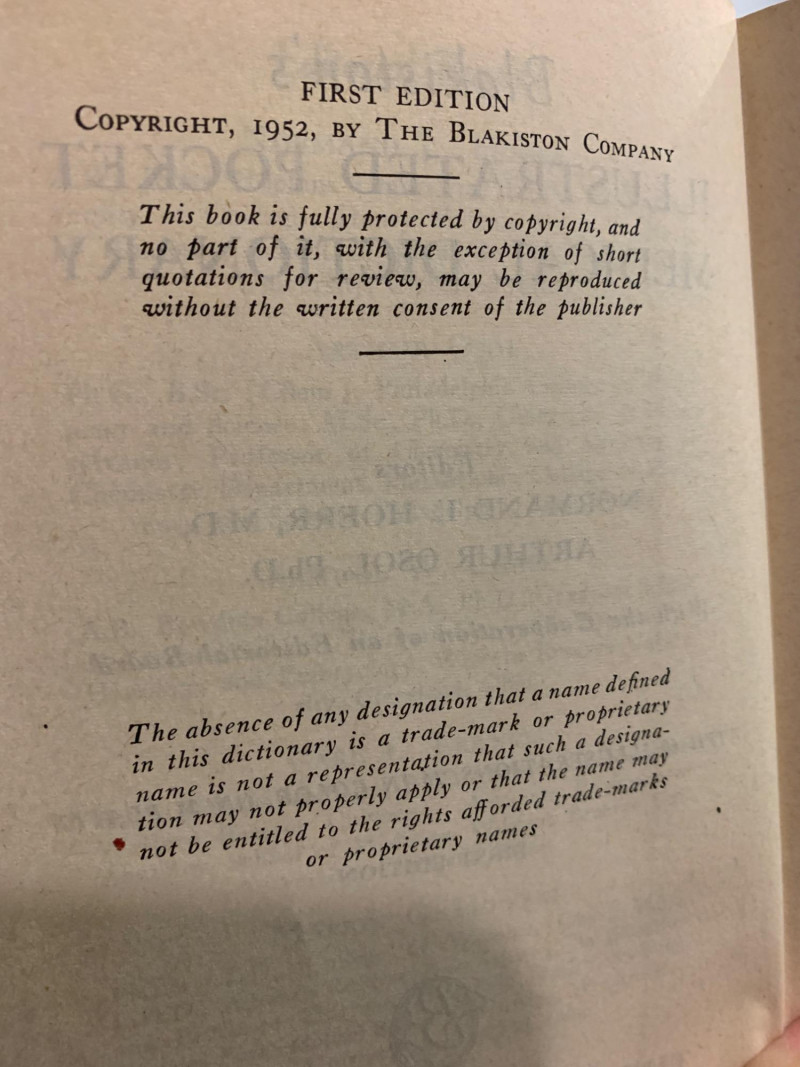 FIRST EDITION
COPYRIGHT, 1952, BY THE BLAKISTON COMPANY
This book is fully protected by copyright, and
no part of it, with the exception of short
quotations for review, may be reproduced
without the written consent of the publisher
The absence of any designation that a name defined
in this dictionary is a trade-mark or proprietary
name is not a representation that such a designa-
tion may not properly apply or that the name may
not be entitled to the rights afforded trade-marks
or proprietary names